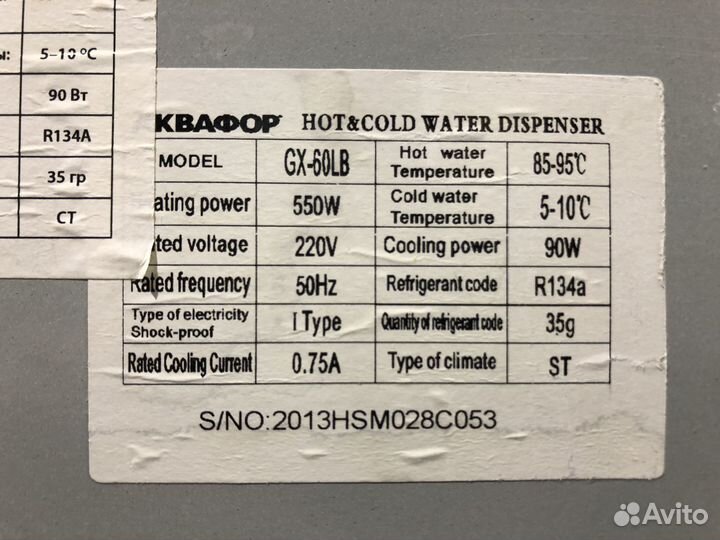 5–10 °C
90 Вт
R134A
35 гр
СТ
КВАФОР HOT&COLD WATER DISPENSER
MODEL GX-60LB Hot water Temperature 85-95℃
ating power 550W Cold water Temperature 5-10℃
ted voltage 220V Cooling power 90W
Rated frequency 50Hz Refrigerant code R134a
Type of electricity Shock-proof I Type Quantity of refrigerant code 35g
Rated Cooling Current 0.75A Type of climate ST
S/NO:2013HSM028C053
Avito